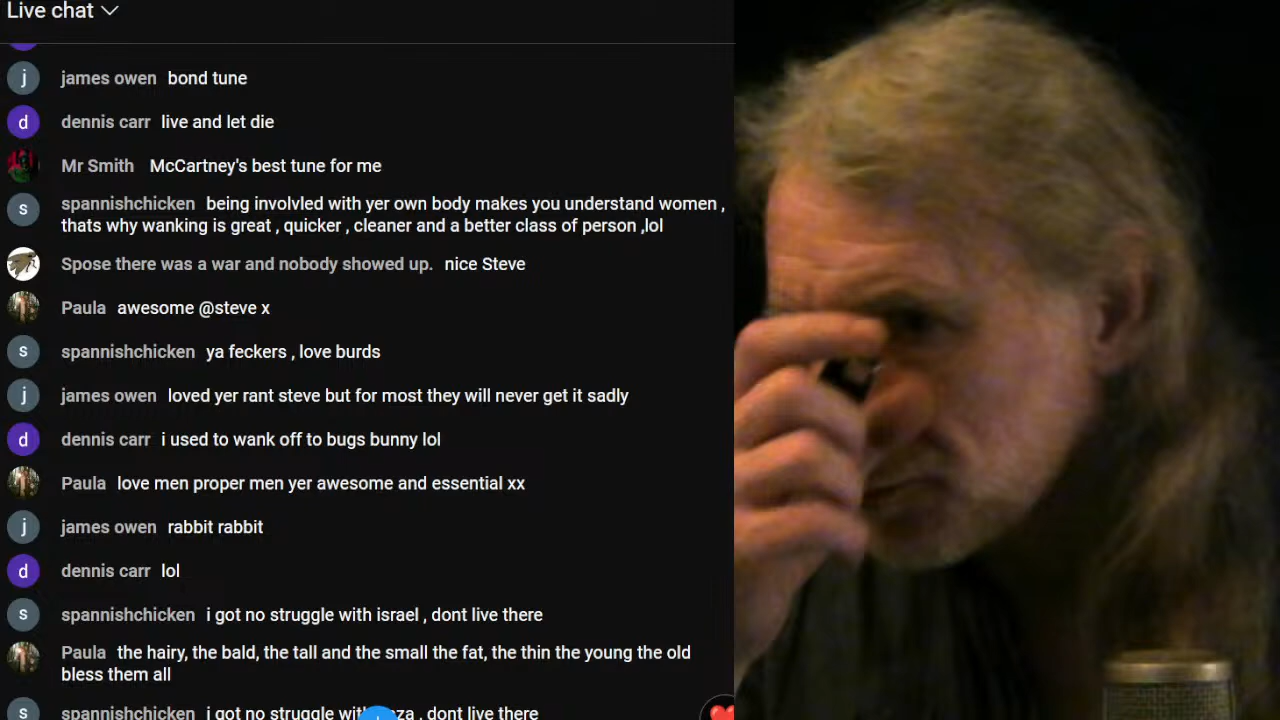 Live chat
james owen bond tune
dennis carr live and let die
Mr Smith McCartney's best tune for me
spannishchicken being involvled with yer own body makes you understand women ,
thats why wanking is great , quicker , cleaner and a better class of person ,lol
Spose there was a war and nobody showed up. nice Steve
Paula awesome @steve x
spannishchicken ya feckers , love burds
james owen loved yer rant steve but for most they will never get it sadly
dennis carr i used to wank off to bugs bunny lol
Paula love men proper men yer awesome and essential xx
james owen rabbit rabbit
dennis carr lol
spannishchicken i got no struggle with israel , dont live there
Paula the hairy, the bald, the tall and the small the fat, the thin the young the old
bless them all
spannishchicken i got no struggle , dont live there